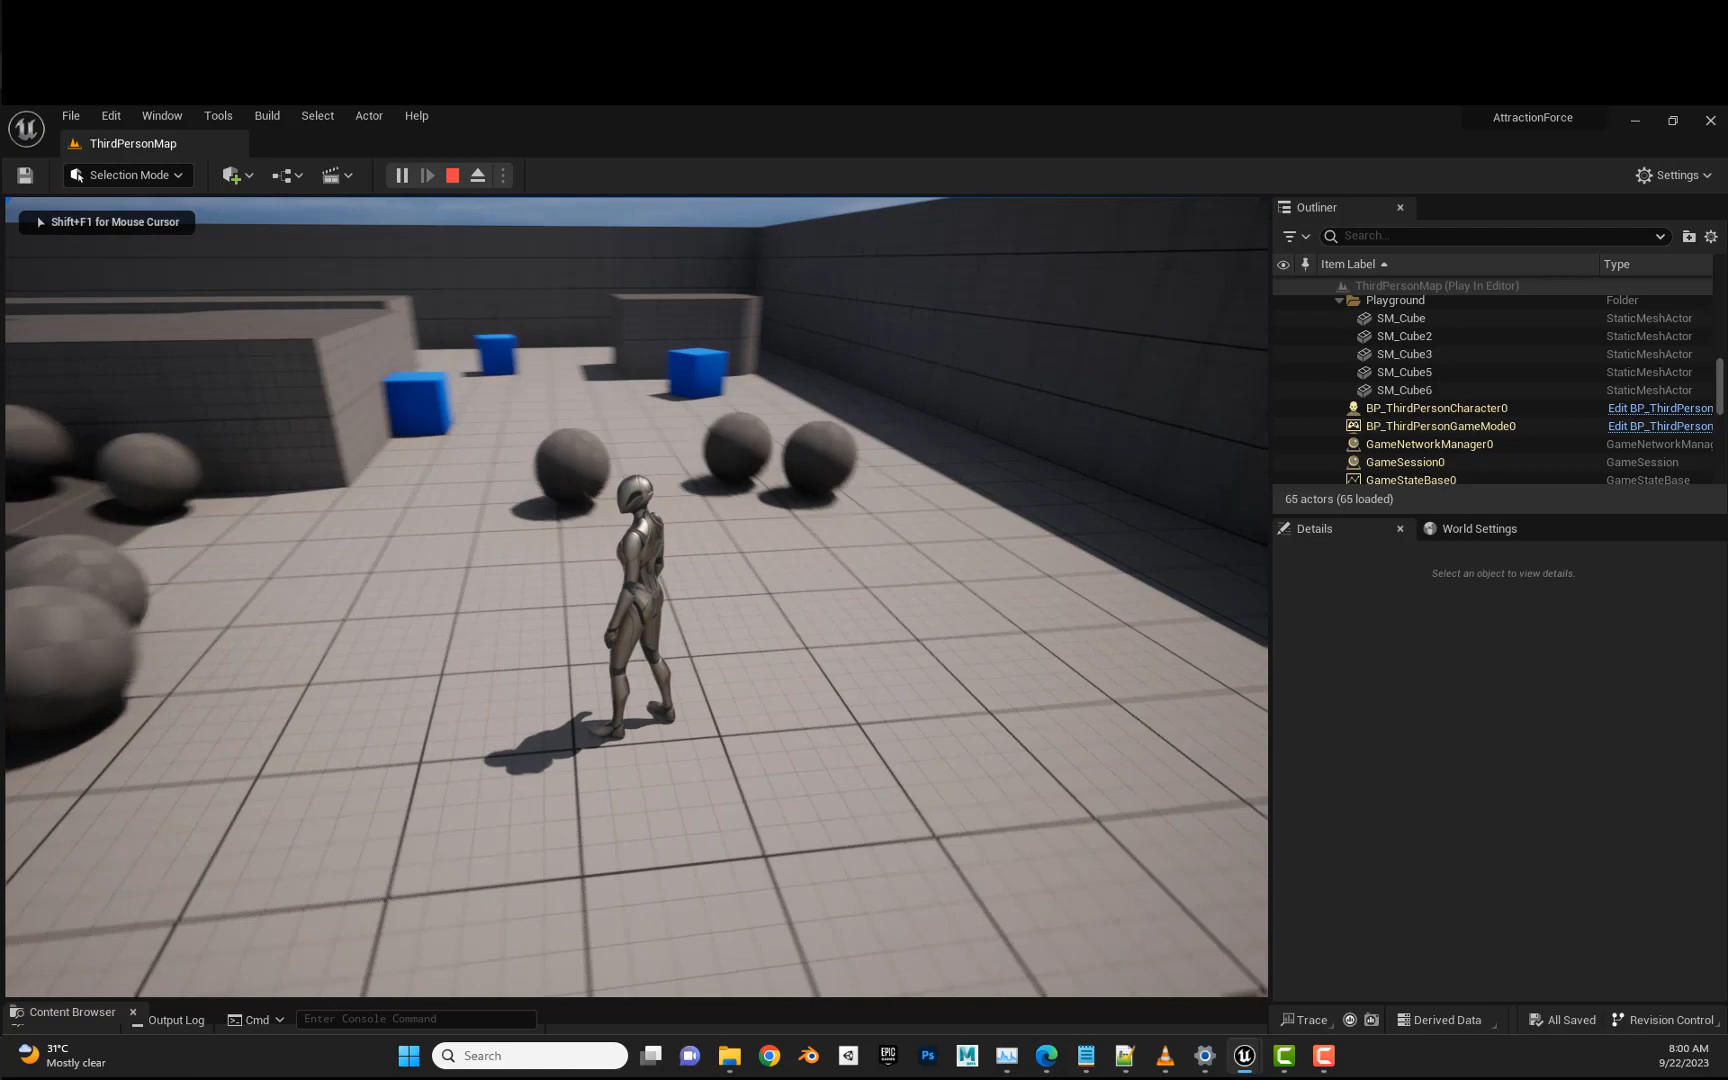 File Edit Window Tools Build Select Actor Help
AttractionForce
ThirdPersonMap
Selection Mode
Settings
Shift+F1 for Mouse Cursor
Outliner
Search...
Item Label Type
ThirdPersonMap (Play In Editor)
Playground Folder
SM_Cube StaticMeshActor
SM_Cube2 StaticMeshActor
SM_Cube3 StaticMeshActor
SM_Cube5 StaticMeshActor
SM_Cube6 StaticMeshActor
BP_ThirdPersonCharacter0 Edit BP_ThirdPerson
BP_ThirdPersonGameMode0 Edit BP_ThirdPerson
GameNetworkManager0 GameNetworkManag
GameSession0 GameSession
GameStateBase0 GameStateBase
65 actors (65 loaded)
Details World Settings
Select an object to view details.
Content Browser
Output Log Cmd Enter Console Command
Trace Derived Data All Saved Revision Control
31°C
Mostly clear
Search
EPIC
GAMES
Ps
M
8:00 AM
9/22/2023